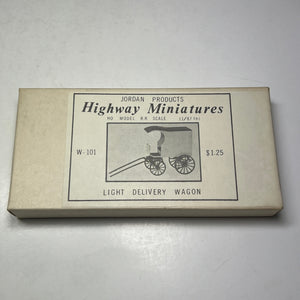 JORDAN PRODUCTS
Highway Miniatures
HO MODEL R.R. SCALE
W-101
$1.25
LIGHT DELIVERY WAGON